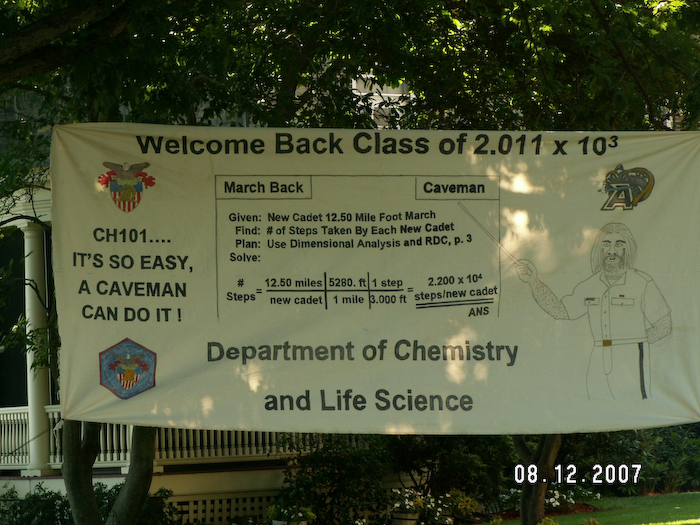 Welcome Back Class of 2.011 x 10³
March Back
Caveman
Given: New Cadet 12.50 Mile Foot March
Find: # of Steps Taken By Each New Cadet
Plan: Use Dimensional Analysis and RDC, p. 3
Solve:
# Steps = 12.50 miles | 5280. ft | 1 step = 2.200 x 10⁴
new cadet | 1 mile | 3.000 ft steps/new cadet
ANS
CH101....
IT'S SO EASY,
A CAVEMAN
CAN DO IT !
A
Department of Chemistry
and Life Science
08.12.2007